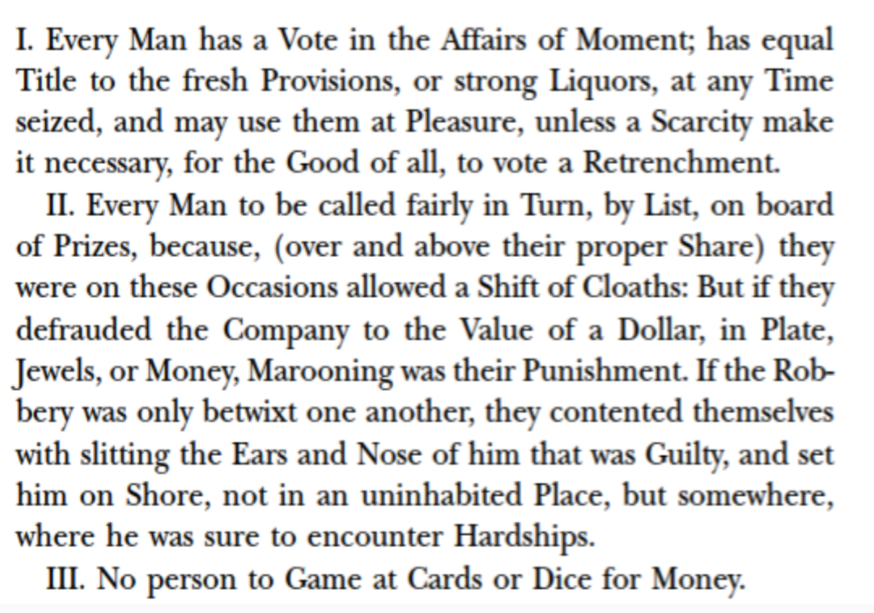 I. Every Man has a Vote in the Affairs of Moment; has equal
Title to the fresh Provisions, or strong Liquors, at any Time
seized, and may use them at Pleasure, unless a Scarcity make
it necessary, for the Good of all, to vote a Retrenchment.
II. Every Man to be called fairly in Turn, by List, on board
of Prizes, because, (over and above their proper Share) they
were on these Occasions allowed a Shift of Cloaths: But if they
defrauded the Company to the Value of a Dollar, in Plate,
Jewels, or Money, Marooning was their Punishment. If the Rob-
bery was only betwixt one another, they contented themselves
with slitting the Ears and Nose of him that was Guilty, and set
him on Shore, not in an uninhabited Place, but somewhere,
where he was sure to encounter Hardships.
III. No person to Game at Cards or Dice for Money.